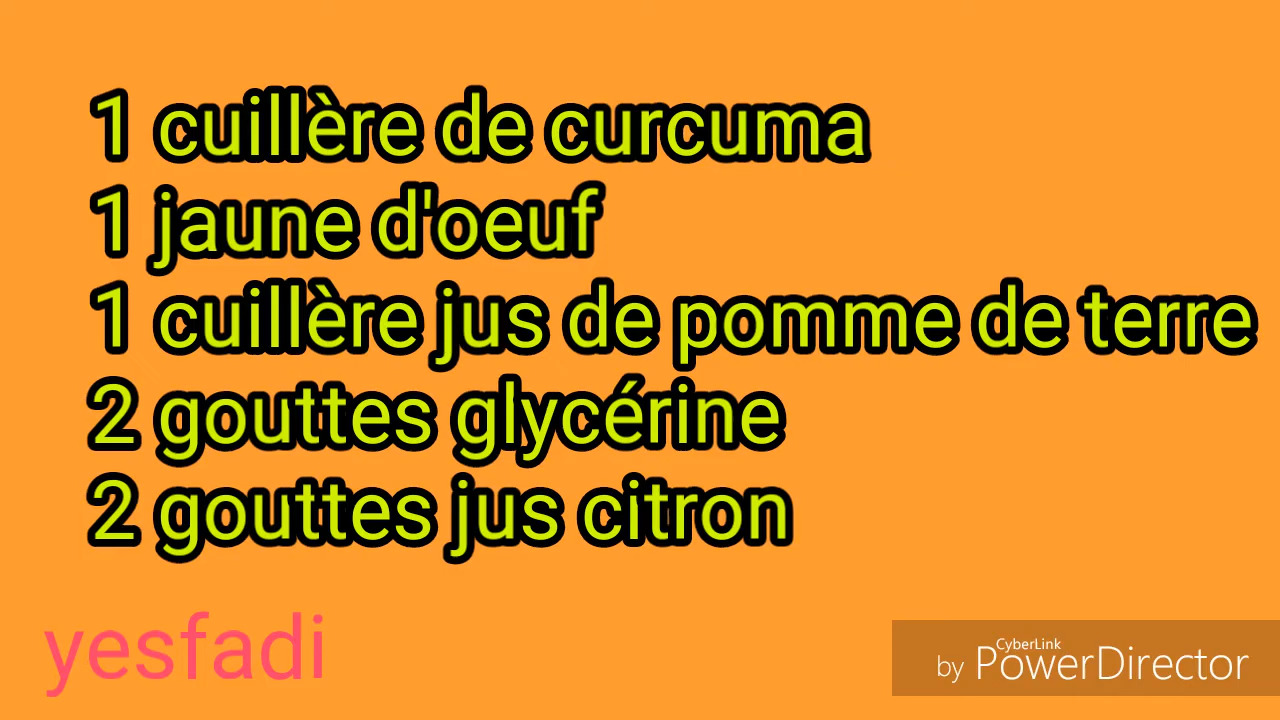 1 cuillère de curcuma
1 jaune d'oeuf
1 cuillère jus de pomme de terre
2 gouttes glycérine
2 gouttes jus citron
yesfadi
CyberLink
by PowerDirector